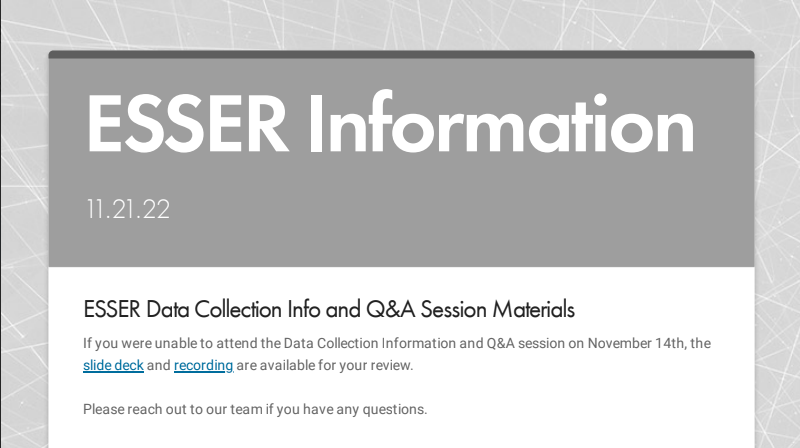 ESSER Information
11.21.22
ESSER Data Collection Info and Q&A Session Materials
If you were unable to attend the Data Collection Information and Q&A session on November 14th, the
slide deck and recording are available for your review.
Please reach out to our team if you have any questions.